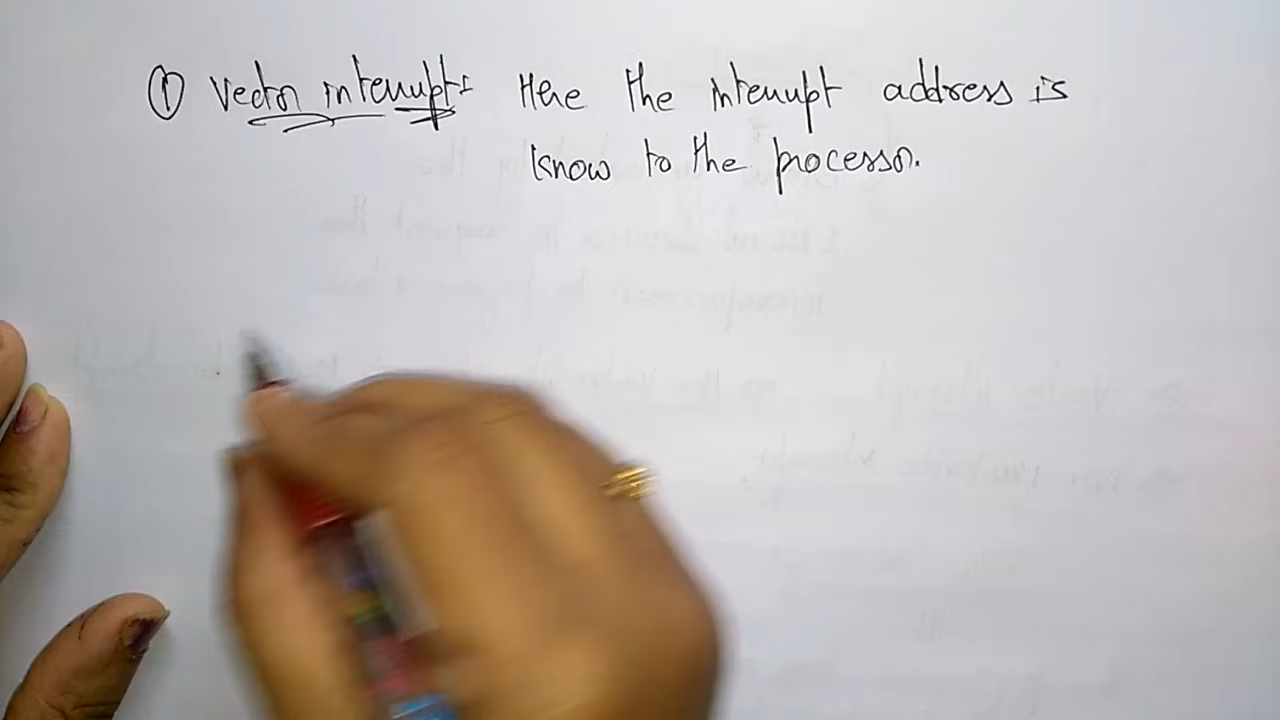 ① Vector interrupt: Here the interrupt address is
know to the processor.